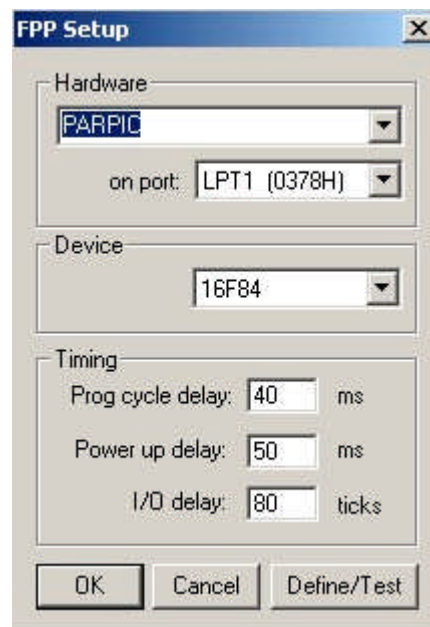 FPP Setup
Hardware
PARPIC
on port: LPT1 (0378H)
Device
16F84
Timing
Prog cycle delay: 40 ms
Power up delay: 50 ms
I/O delay: 80 ticks
OK Cancel Define/Test